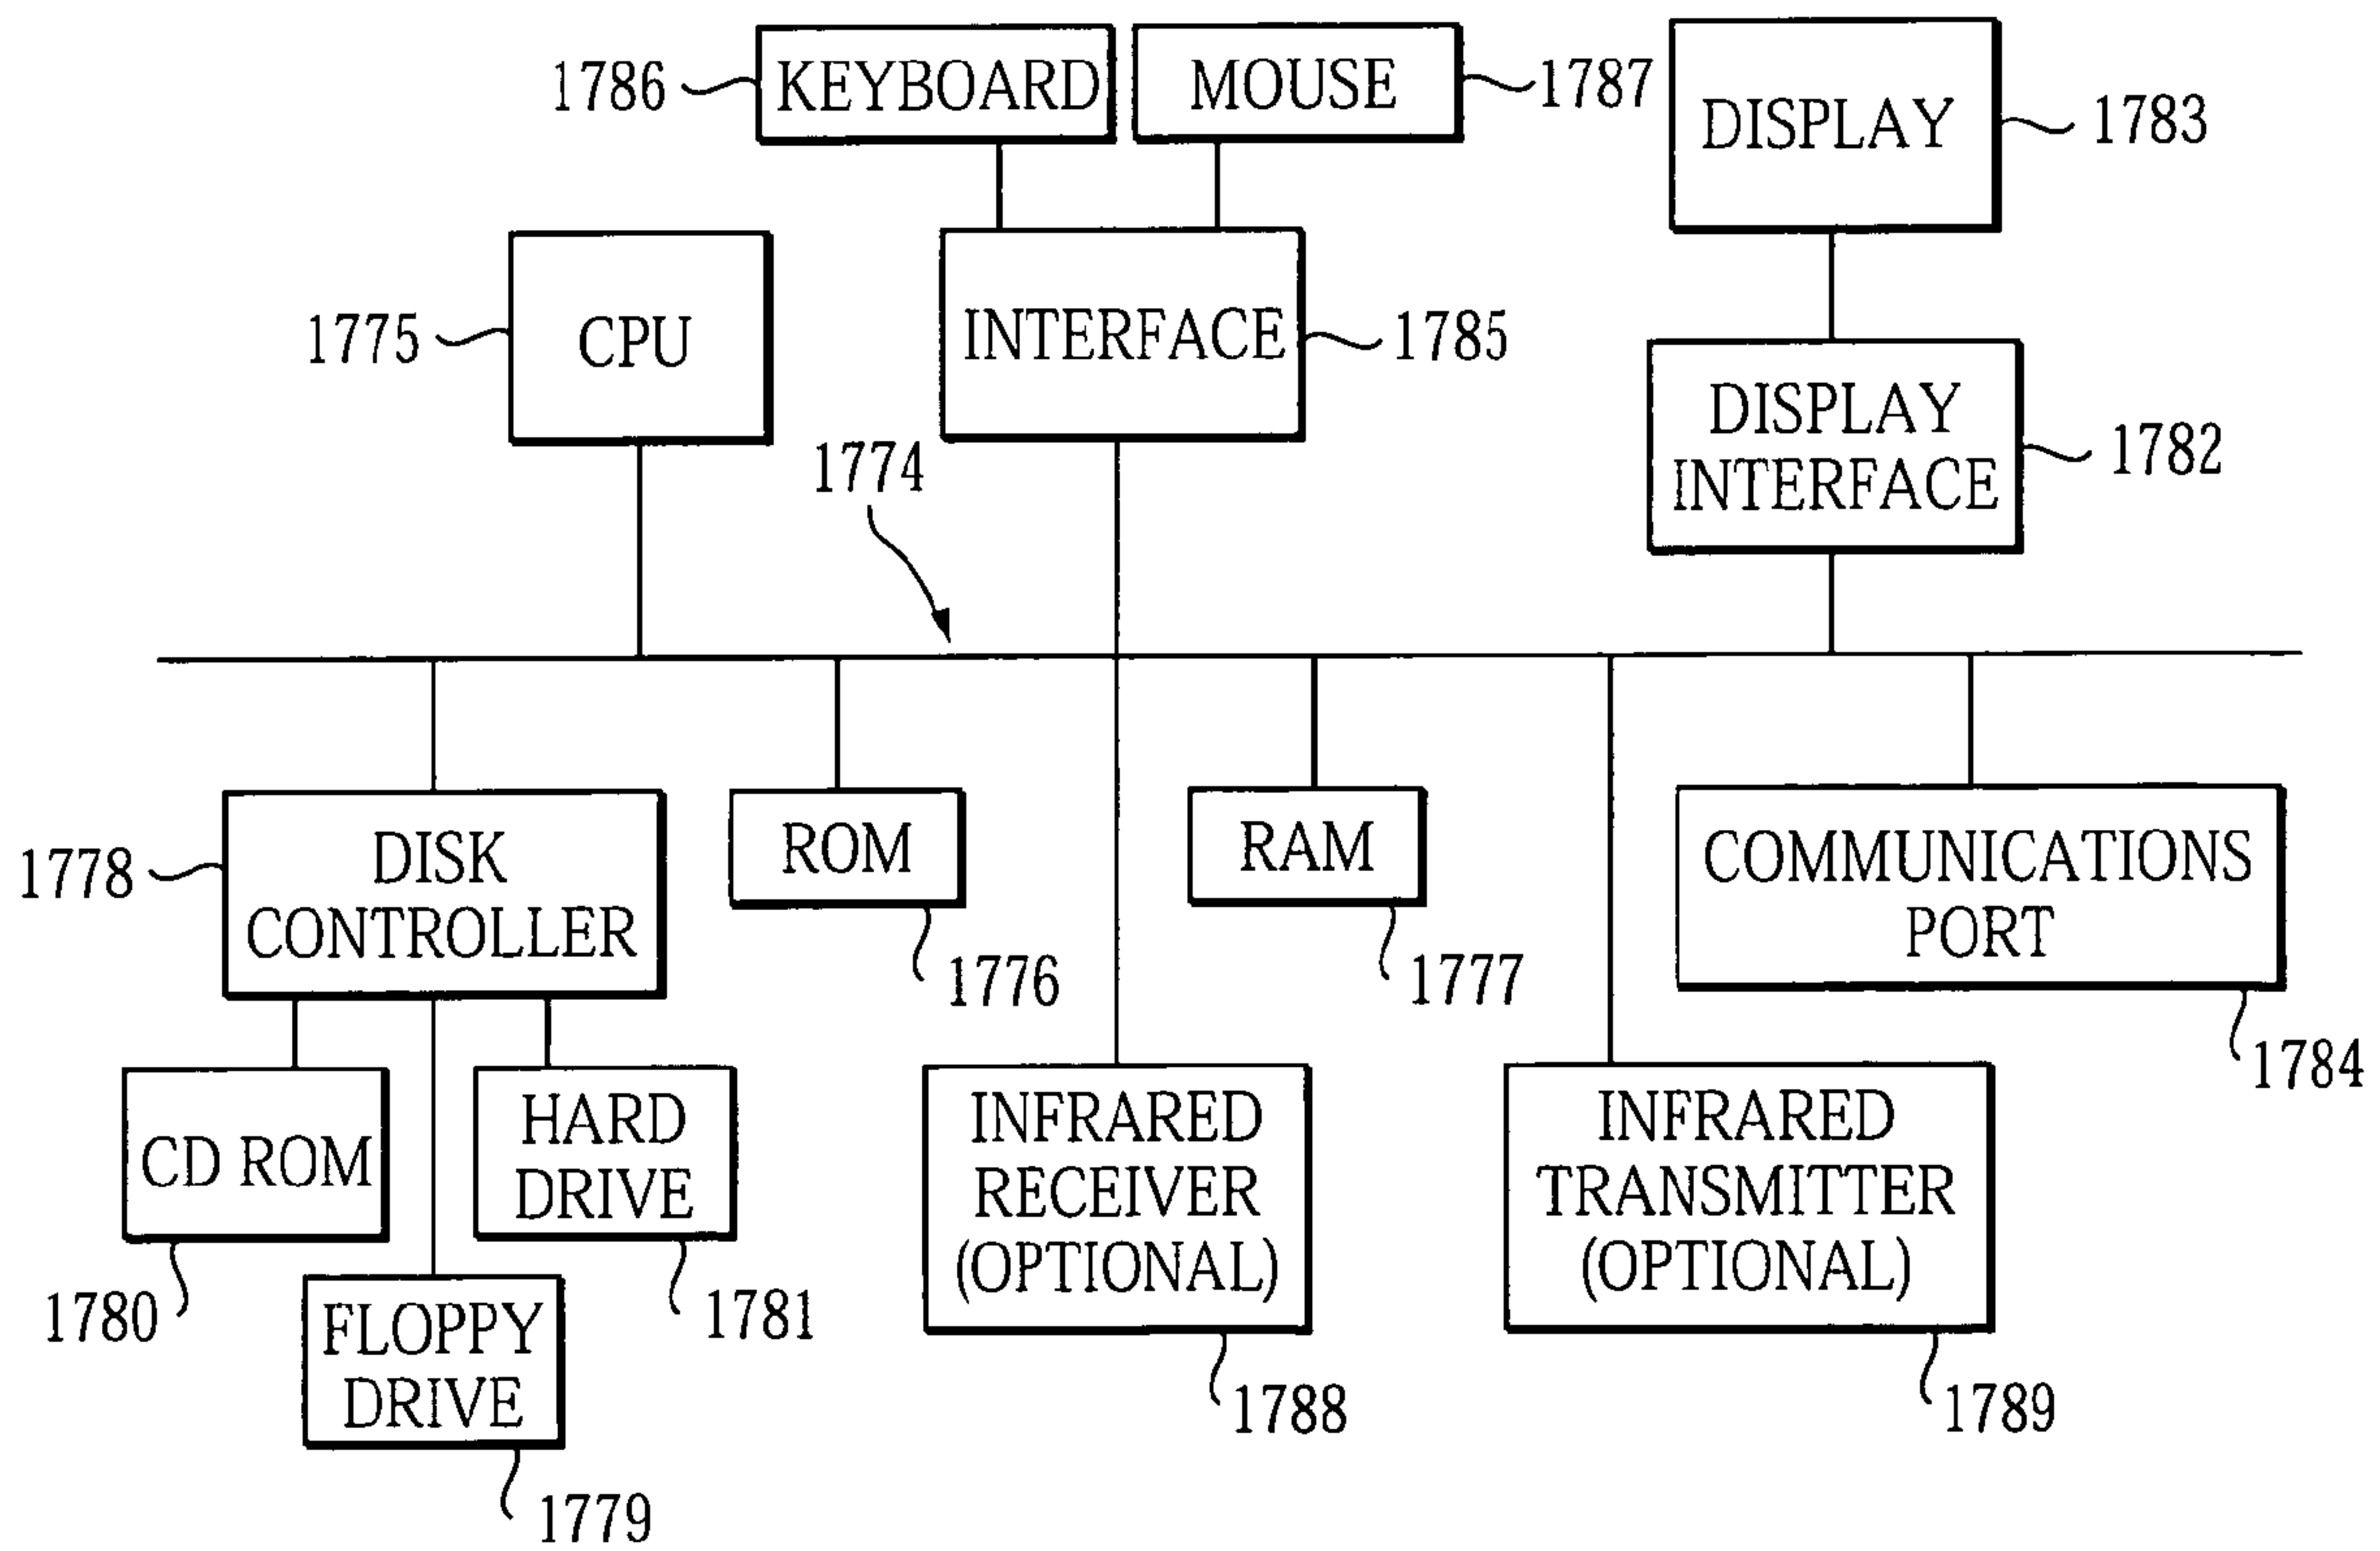 1786
KEYBOARD
MOUSE
1787
DISPLAY
1783
1775
CPU
INTERFACE
1785
DISPLAY
INTERFACE
1782
1774
1778
DISK
CONTROLLER
ROM
1776
RAM
1777
COMMUNICATIONS
PORT
1784
CD ROM
1780
HARD
DRIVE
1781
FLOPPY
DRIVE
1779
INFRARED
RECEIVER
(OPTIONAL)
1788
INFRARED
TRANSMITTER
(OPTIONAL)
1789